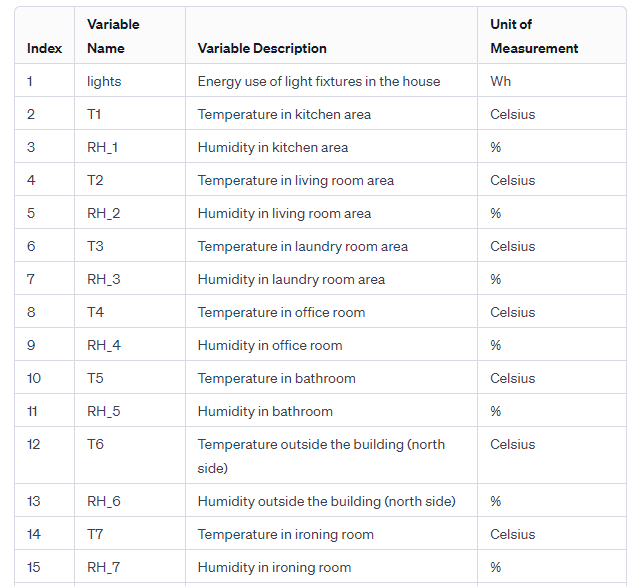 Index Variable Name Variable Description Unit of Measurement
1 lights Energy use of light fixtures in the house Wh
2 T1 Temperature in kitchen area Celsius
3 RH_1 Humidity in kitchen area %
4 T2 Temperature in living room area Celsius
5 RH_2 Humidity in living room area %
6 T3 Temperature in laundry room area Celsius
7 RH_3 Humidity in laundry room area %
8 T4 Temperature in office room Celsius
9 RH_4 Humidity in office room %
10 T5 Temperature in bathroom Celsius
11 RH_5 Humidity in bathroom %
12 T6 Temperature outside the building (north side) Celsius
13 RH_6 Humidity outside the building (north side) %
14 T7 Temperature in ironing room Celsius
15 RH_7 Humidity in ironing room %